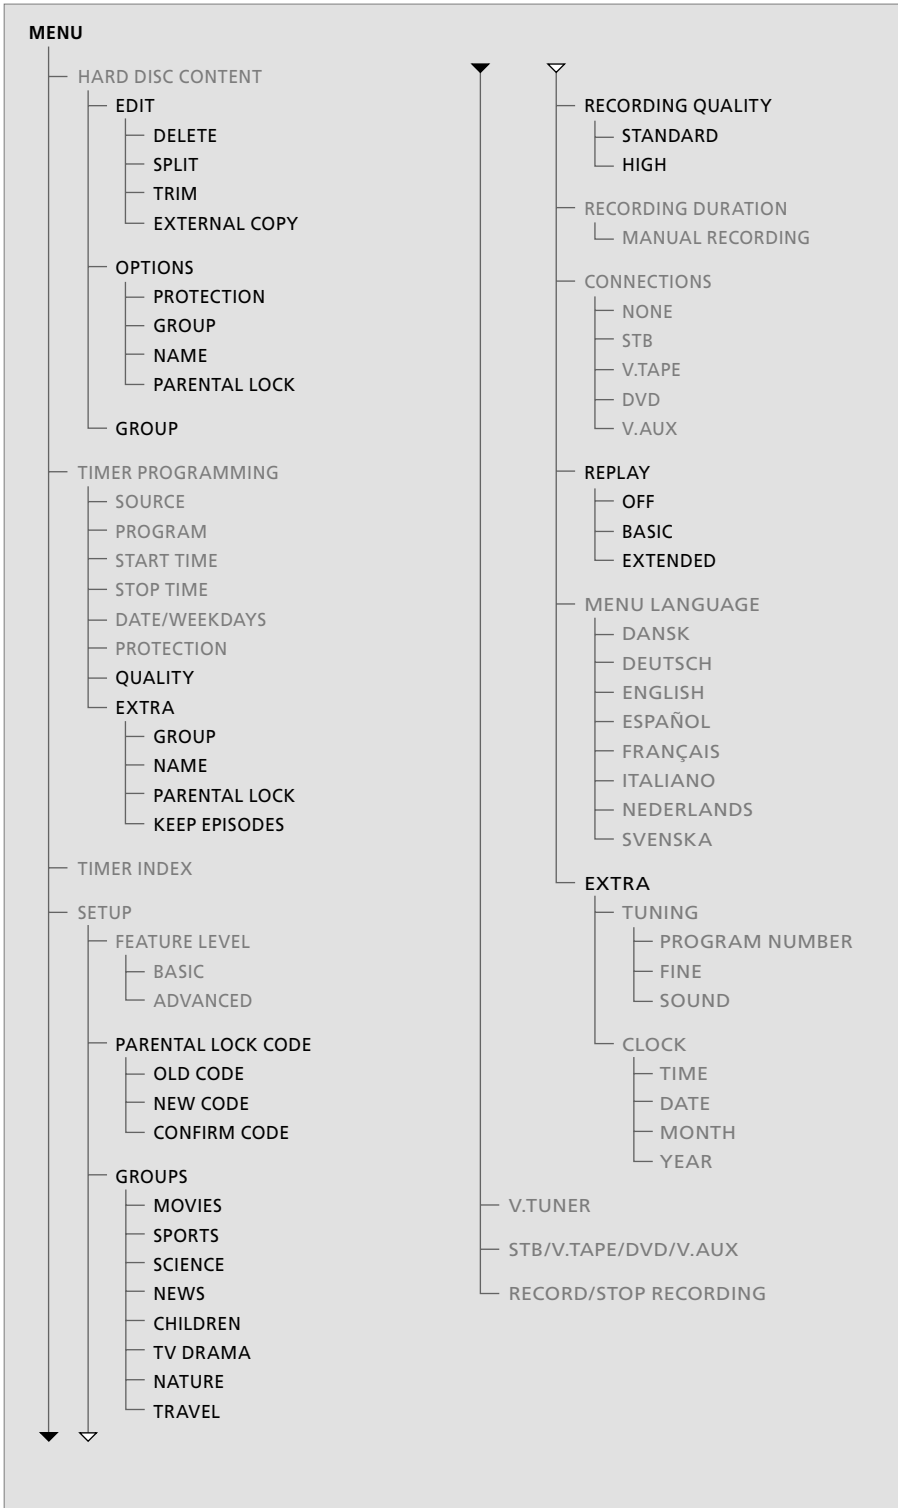 MENU
HARD DISC CONTENT
EDIT
DELETE
SPLIT
TRIM
EXTERNAL COPY
OPTIONS
PROTECTION
GROUP
NAME
PARENTAL LOCK
GROUP
TIMER PROGRAMMING
SOURCE
PROGRAM
START TIME
STOP TIME
DATE/WEEKDAYS
PROTECTION
QUALITY
EXTRA
GROUP
NAME
PARENTAL LOCK
KEEP EPISODES
TIMER INDEX
SETUP
FEATURE LEVEL
BASIC
ADVANCED
PARENTAL LOCK CODE
OLD CODE
NEW CODE
CONFIRM CODE
GROUPS
MOVIES
SPORTS
SCIENCE
NEWS
CHILDREN
TV DRAMA
NATURE
TRAVEL
RECORDING QUALITY
STANDARD
HIGH
RECORDING DURATION
MANUAL RECORDING
CONNECTIONS
NONE
STB
V.TAPE
DVD
V.AUX
REPLAY
OFF
BASIC
EXTENDED
MENU LANGUAGE
DANSK
DEUTSCH
ENGLISH
ESPAÑOL
FRANÇAIS
ITALIANO
NEDERLANDS
SVENSKA
EXTRA
TUNING
PROGRAM NUMBER
FINE
SOUND
CLOCK
TIME
DATE
MONTH
YEAR
V.TUNER
STB/V.TAPE/DVD/V.AUX
RECORD/STOP RECORDING